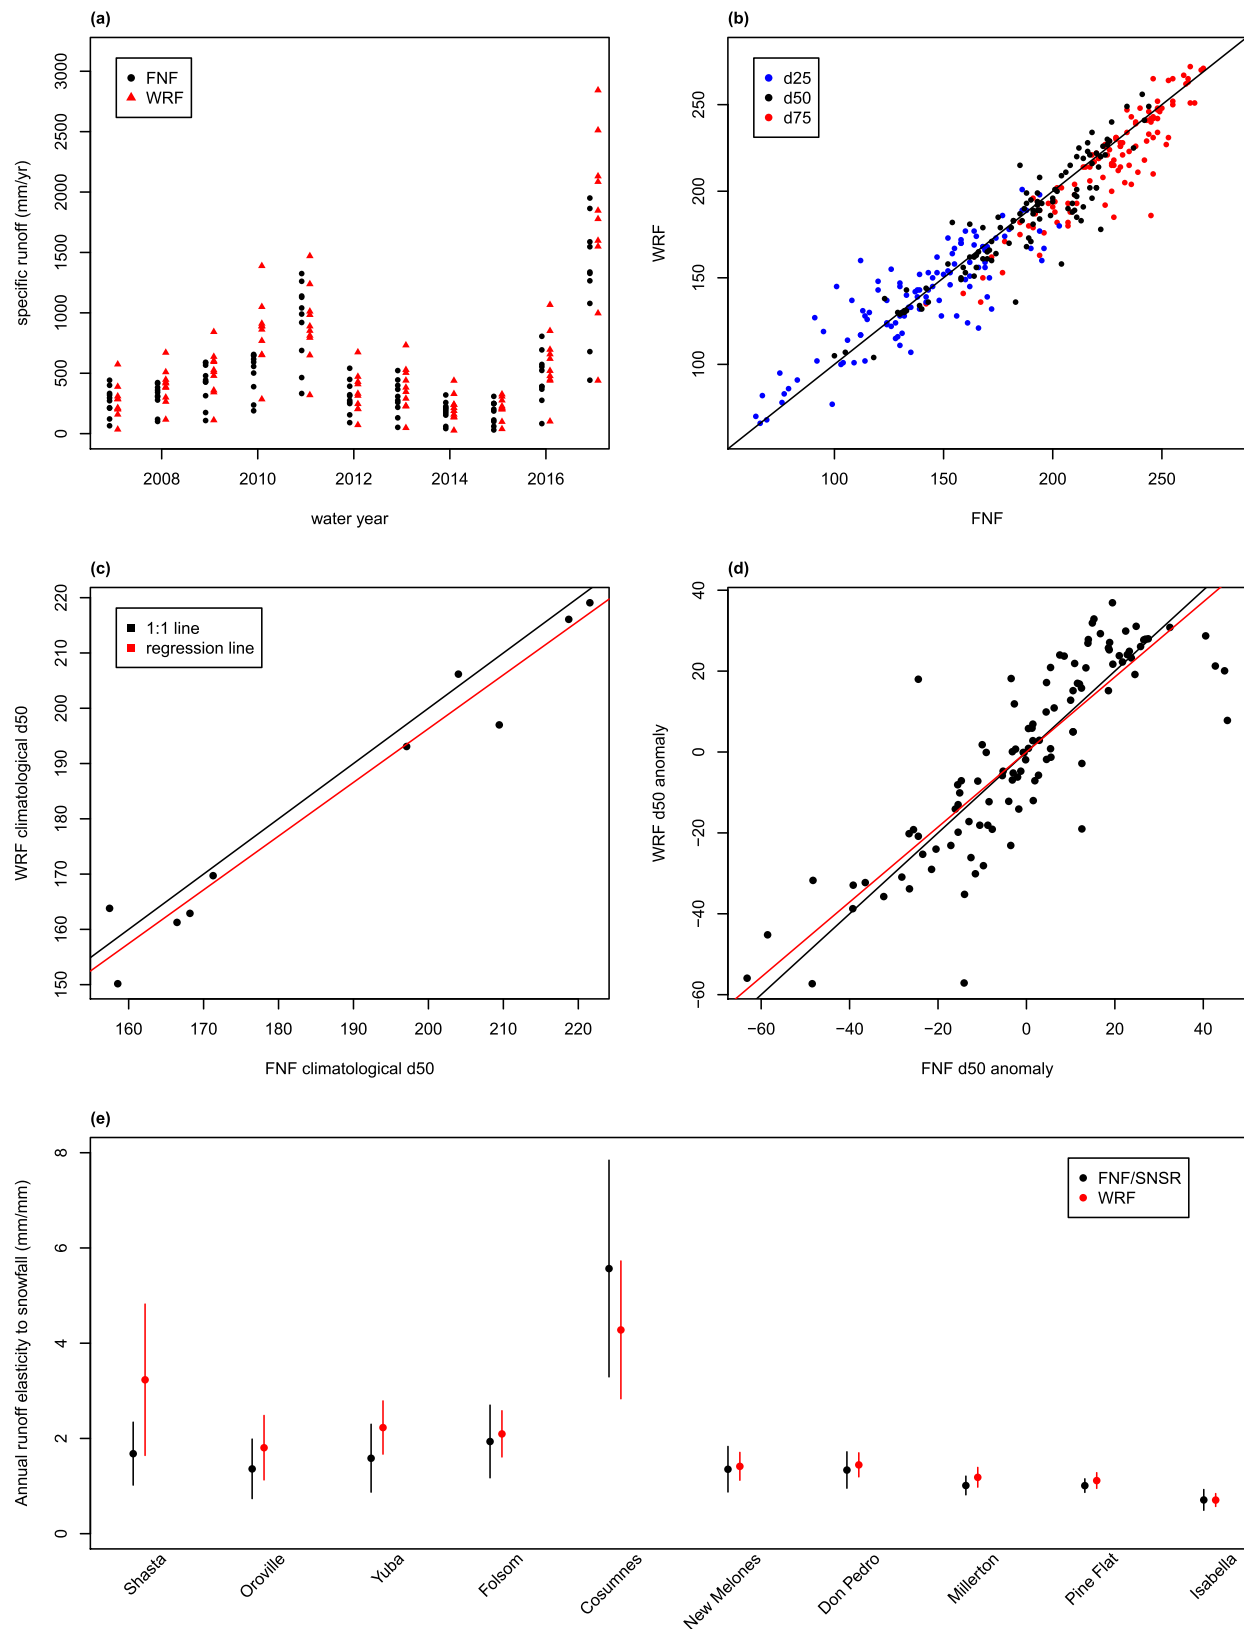 (a)
FNF
WRF
specific runoff (mm/yr)
0
500
1000
1500
2000
2500
3000
2008
2010
2012
2014
2016
water year
(b)
d25
d50
d75
WRF
100
150
200
250
100
150
200
250
FNF
(c)
1:1 line
regression line
WRF climatological d50
150
160
170
180
190
200
210
220
160
170
180
190
200
210
220
FNF climatological d50
(d)
WRF d50 anomaly
−60
−40
−20
0
20
40
−60
−40
−20
0
20
40
FNF d50 anomaly
(e)
FNF/SNSR
WRF
Annual runoff elasticity to snowfall (mm/mm)
0
2
4
6
8
Shasta
Oroville
Yuba
Folsom
Cosumnes
New Melones
Don Pedro
Millerton
Pine Flat
Isabella